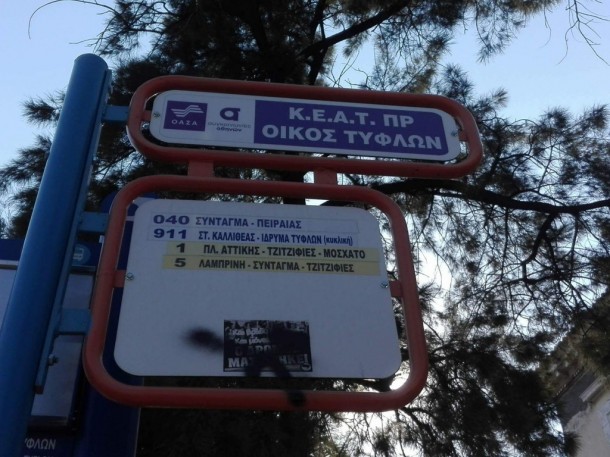 ΟΑΣΑ
Κ.Ε.Α.Τ. ΠΡ
ΟΙΚΟΣ ΤΥΦΛΩΝ
040 ΣΥΝΤΑΓΜΑ - ΠΕΙΡΑΙΑΣ
911 ΣΤ. ΚΑΛΛΙΘΕΑΣ - ΙΔΡΥΜΑ ΤΥΦΛΩΝ (κυκλική)
1 ΠΛ. ΑΤΤΙΚΗΣ - ΤΖΙΤΖΙΦΙΕΣ - ΜΟΣΧΑΤΟ
5 ΛΑΜΠΡΙΝΗ - ΣΥΝΤΑΓΜΑ - ΤΖΙΤΖΙΦΙΕΣ
ΥΦΛΩΝ